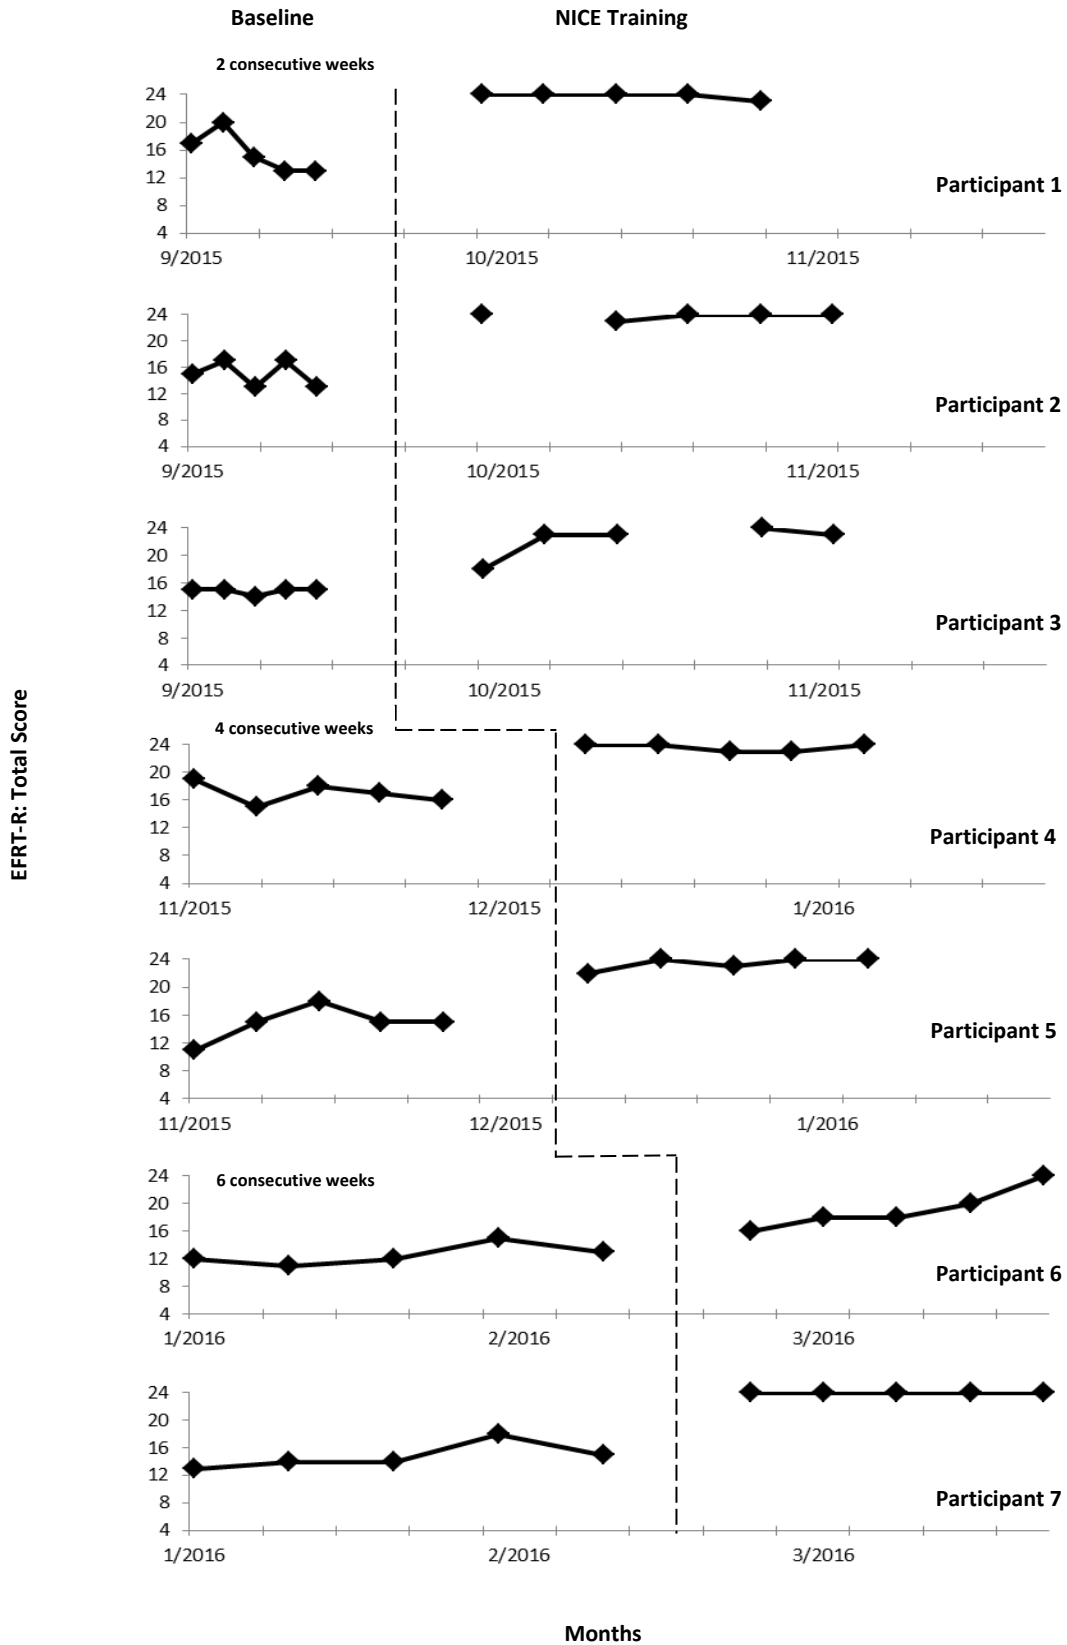 Baseline NICE Training
2 consecutive weeks
24
20
16
12
8
4
Participant 1
9/2015 10/2015 11/2015
24
20
16
12
8
4
Participant 2
9/2015 10/2015 11/2015
24
20
16
12
8
4
Participant 3
9/2015 10/2015 11/2015
EFRT-R: Total Score
4 consecutive weeks
24
20
16
12
8
4
Participant 4
11/2015 12/2015 1/2016
24
20
16
12
8
4
Participant 5
11/2015 12/2015 1/2016
6 consecutive weeks
24
20
16
12
8
4
Participant 6
1/2016 2/2016 3/2016
24
20
16
12
8
4
Participant 7
1/2016 2/2016 3/2016
Months